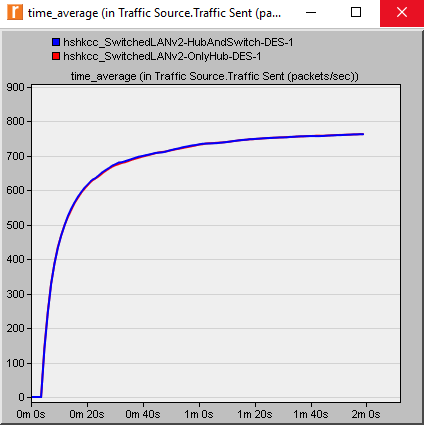 time_average (in Traffic Source.Traffic Sent (pa...
hshkcc_SwitchedLANv2-HubAndSwitch-DES-1
hshkcc_SwitchedLANv2-OnlyHub-DES-1
time_average (in Traffic Source.Traffic Sent (packets/sec))
900
800
700
600
500
400
300
200
100
0
0m 0s 0m 20s 0m 40s 1m 0s 1m 20s 1m 40s 2m 0s